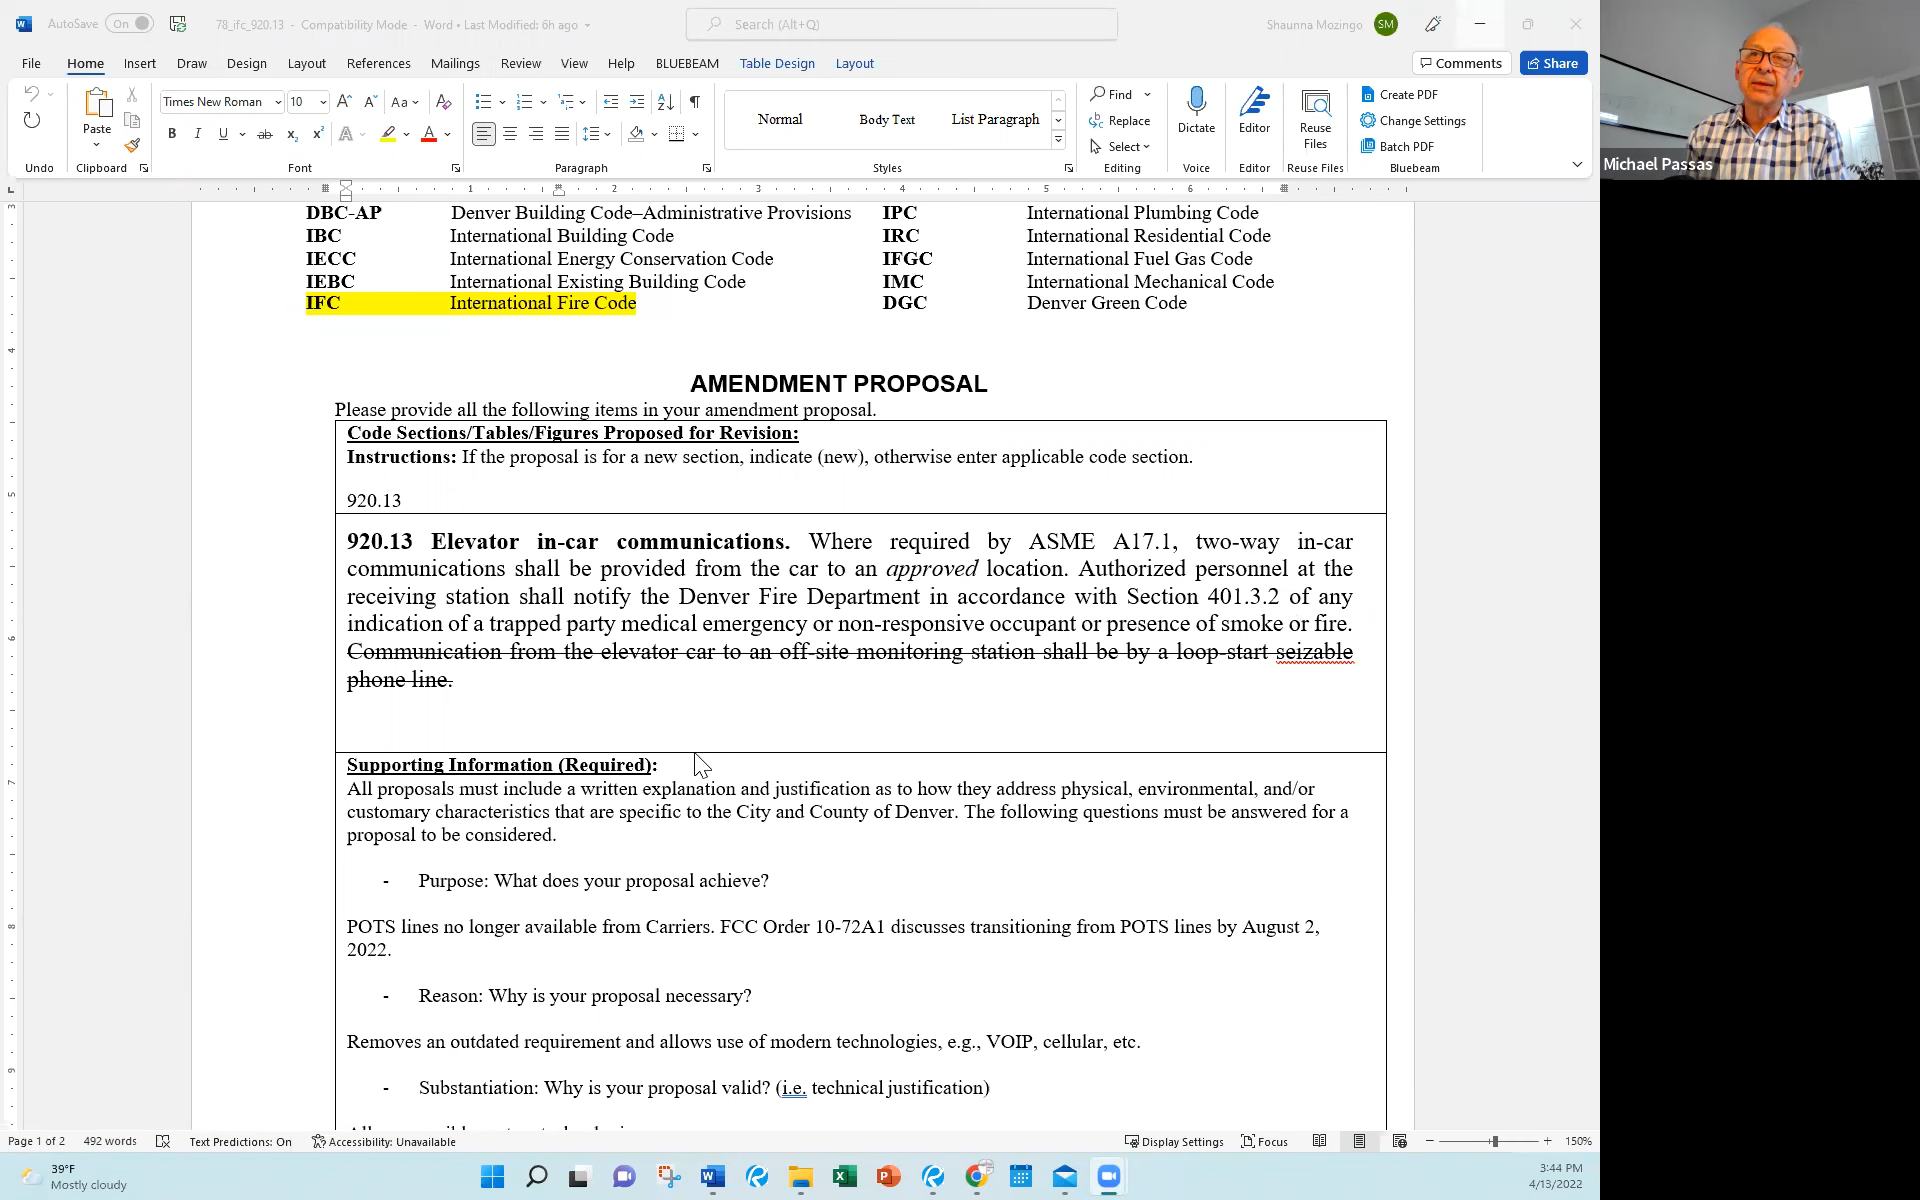 AutoSave On 78_ifc_920.13 - Compatibility Mode - Word • Last Modified: 6h ago Search (Alt+Q) Shaunna Mozingo SM
File Home Insert Draw Design Layout References Mailings Review View Help BLUEBEAM Table Design Layout Comments Share
Times New Roman 10 Aa
Paste
Normal Body Text List Paragraph
Find
Replace
Select
Dictate
Editor
Reuse Files
Create PDF
Change Settings
Batch PDF
Undo Clipboard Font Paragraph Styles Editing Voice Editor Reuse Files Bluebeam
Michael Passas
1 2 3 4 5 6 7
DBC-AP Denver Building Code–Administrative Provisions IPC International Plumbing Code
IBC International Building Code IRC International Residential Code
IECC International Energy Conservation Code IFGC International Fuel Gas Code
IEBC International Existing Building Code IMC International Mechanical Code
IFC International Fire Code DGC Denver Green Code
AMENDMENT PROPOSAL
Please provide all the following items in your amendment proposal.
Code Sections/Tables/Figures Proposed for Revision:
Instructions: If the proposal is for a new section, indicate (new), otherwise enter applicable code section.
920.13
920.13 Elevator in-car communications. Where required by ASME A17.1, two-way in-car
communications shall be provided from the car to an approved location. Authorized personnel at the
receiving station shall notify the Denver Fire Department in accordance with Section 401.3.2 of any
indication of a trapped party medical emergency or non-responsive occupant or presence of smoke or fire.
Communication from the elevator car to an off-site monitoring station shall be by a loop-start seizable
phone line.
Supporting Information (Required):
All proposals must include a written explanation and justification as to how they address physical, environmental, and/or
customary characteristics that are specific to the City and County of Denver. The following questions must be answered for a
proposal to be considered.
- Purpose: What does your proposal achieve?
POTS lines no longer available from Carriers. FCC Order 10-72A1 discusses transitioning from POTS lines by August 2,
2022.
- Reason: Why is your proposal necessary?
Removes an outdated requirement and allows use of modern technologies, e.g., VOIP, cellular, etc.
- Substantiation: Why is your proposal valid? (i.e. technical justification)
Page 1 of 2 492 words Text Predictions: On Accessibility: Unavailable Display Settings Focus 150%
39°F
Mostly cloudy
3:44 PM
4/13/2022